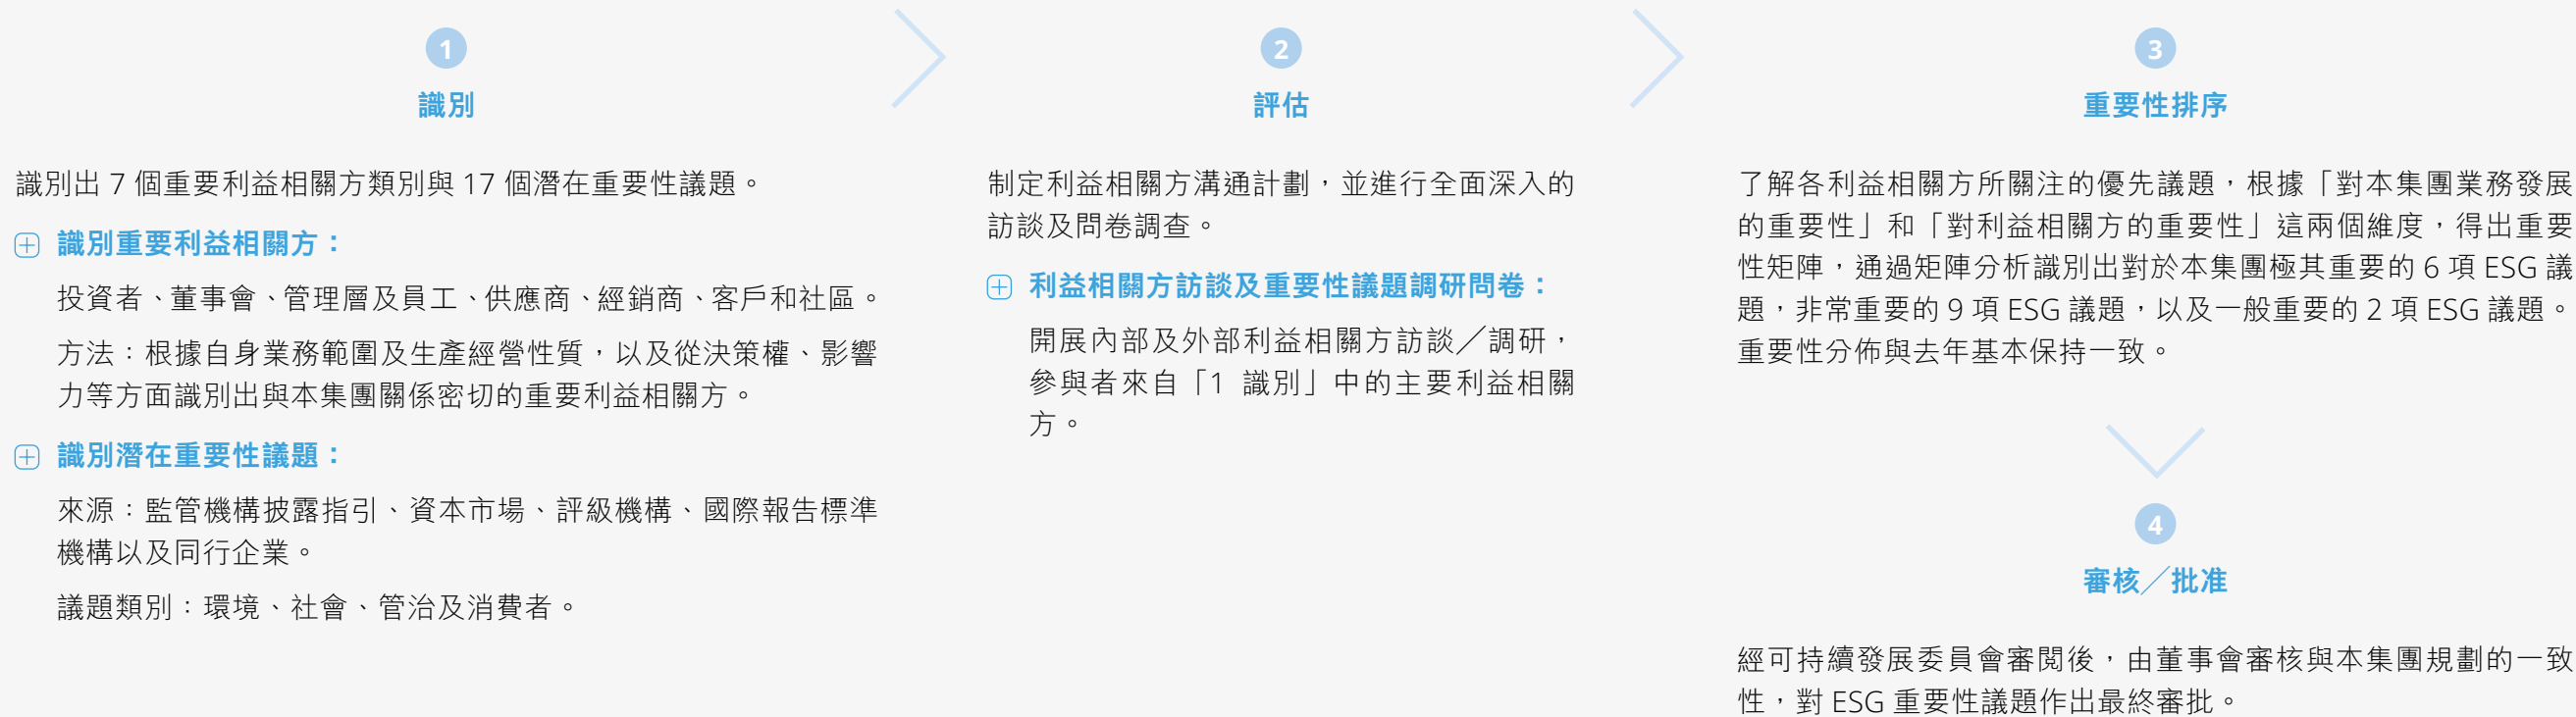 1
識別
識別出 7 個重要利益相關方類別與 17 個潛在重要性議題。
識別重要利益相關方：
投資者、董事會、管理層及員工、供應商、經銷商、客戶和社區。
方法：根據自身業務範圍及生產經營性質，以及從決策權、影響
力等方面識別出與本集團關係密切的重要利益相關方。
識別潛在重要性議題：
來源：監管機構披露指引、資本市場、評級機構、國際報告標準
機構以及同行企業。
議題類別：環境、社會、管治及消費者。
2
評估
制定利益相關方溝通計劃，並進行全面深入的
訪談及問卷調查。
利益相關方訪談及重要性議題調研問卷：
開展內部及外部利益相關方訪談╱調研，
參與者來自「1 識別」中的主要利益相關
方。
3
重要性排序
了解各利益相關方所關注的優先議題，根據「對本集團業務發展
的重要性」和「對利益相關方的重要性」這兩個維度，得出重要
性矩陣，通過矩陣分析識別出對於本集團極其重要的 6 項 ESG 議
題，非常重要的 9 項 ESG 議題，以及一般重要的 2 項 ESG 議題。
重要性分佈與去年基本保持一致。
4
審核╱批准
經可持續發展委員會審閱後，由董事會審核與本集團規劃的一致
性，對 ESG 重要性議題作出最終審批。